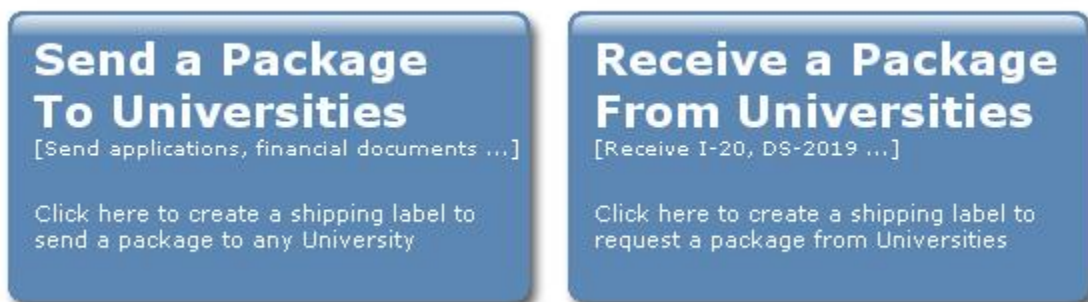 Send a Package
To Universities
[Send applications, financial documents ...]
Click here to create a shipping label to
send a package to any University
Receive a Package
From Universities
[Receive I-20, DS-2019 ...]
Click here to create a shipping label to
request a package from Universities